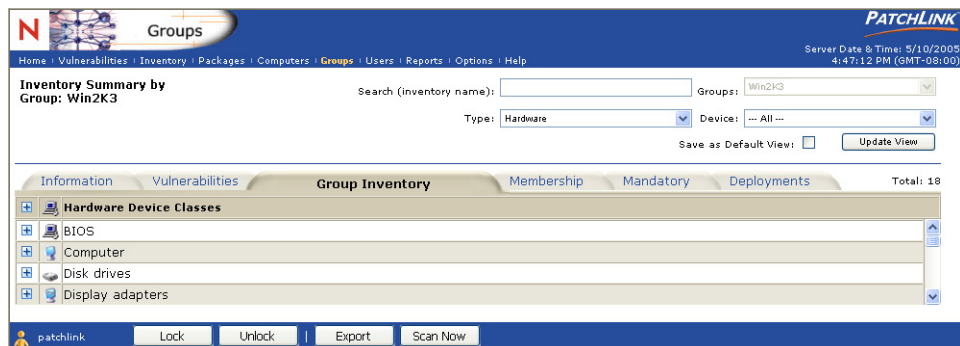 N Groups PATCHLINK
Server Date & Time: 5/10/2005
4:47:12 PM (GMT-08:00)
Home | Vulnerabilities | Inventory | Packages | Computers | Groups | Users | Reports | Options | Help
Inventory Summary by
Group: Win2K3
Search (inventory name): Groups: Win2K3
Type: Hardware Device: --- All ---
Save as Default View: Update View
Information Vulnerabilities Group Inventory Membership Mandatory Deployments Total: 18
Hardware Device Classes
BIOS
Computer
Disk drives
Display adapters
patchlink Lock Unlock | Export Scan Now